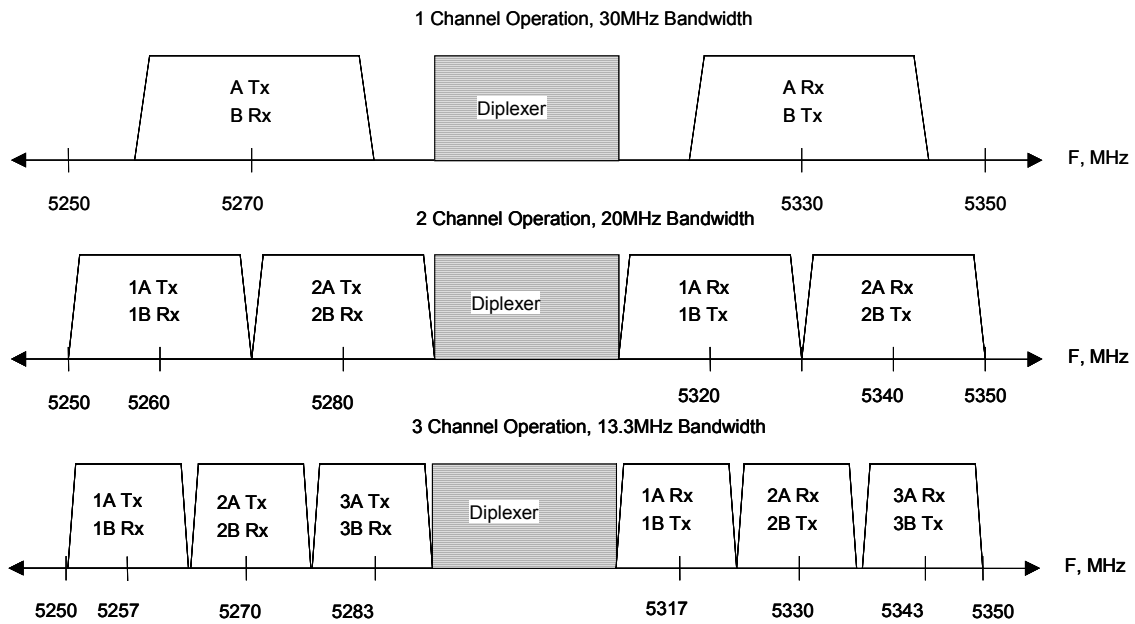 1 Channel Operation, 30MHz Bandwidth
A Tx
B Rx
Diplexer
A Rx
B Tx
F, MHz
5250 5270 5330 5350
2 Channel Operation, 20MHz Bandwidth
1A Tx
1B Rx
2A Tx
2B Rx
Diplexer
1A Rx
1B Tx
2A Rx
2B Tx
F, MHz
5250 5260 5280 5320 5340 5350
3 Channel Operation, 13.3MHz Bandwidth
1A Tx
1B Rx
2A Tx
2B Rx
3A Tx
3B Rx
Diplexer
1A Rx
1B Tx
2A Rx
2B Tx
3A Rx
3B Tx
F, MHz
5250 5257 5270 5283 5317 5330 5343 5350